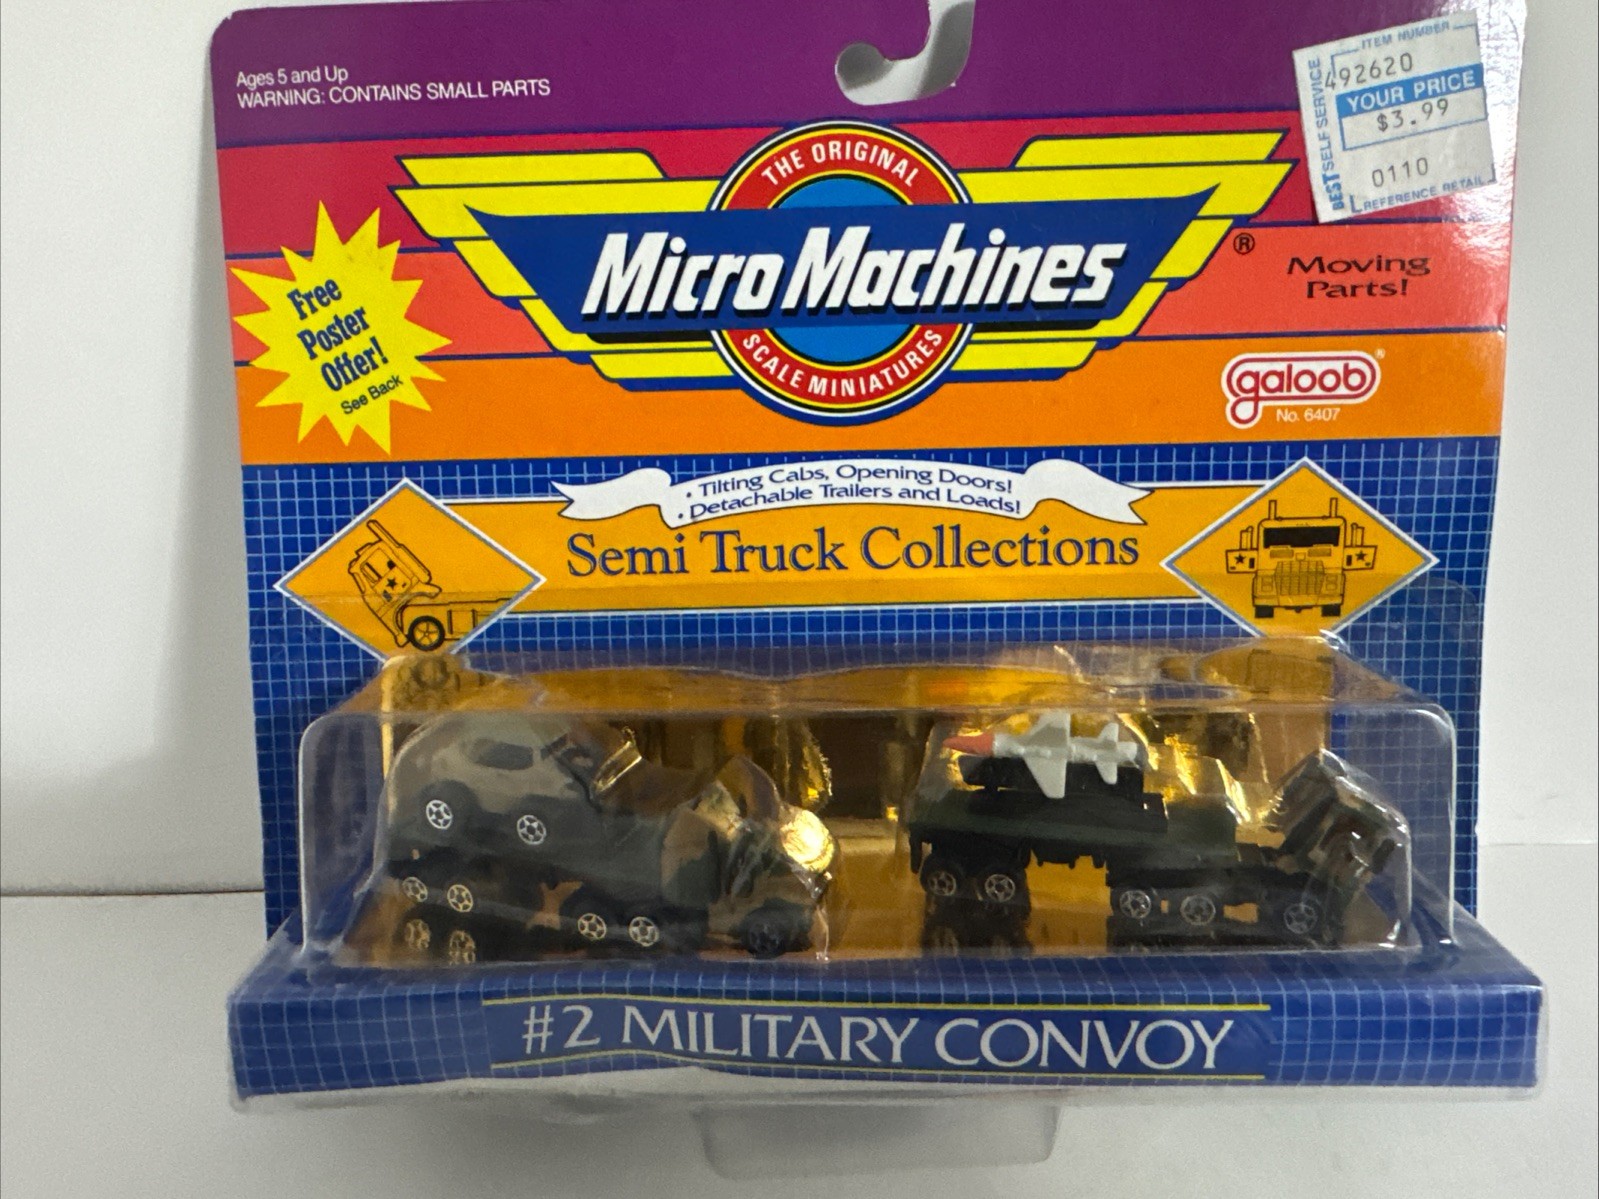 Ages 5 and Up
WARNING: CONTAINS SMALL PARTS
ITEM NUMBER
492620
YOUR PRICE
$3.99
0110
REFERENCE RETAIL
BEST SELF SERVICE
THE ORIGINAL
Micro Machines®
SCALE MINIATURES
Moving
Parts!
Free
Poster
Offer!
See Back
galoob®
No. 6407
• Tilting Cabs, Opening Doors!
• Detachable Trailers and Loads!
Semi Truck Collections
#2 MILITARY CONVOY